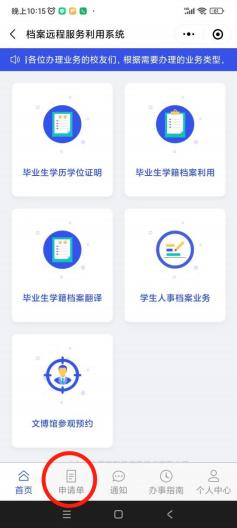 晚上10:15
档案远程服务利用系统
各位办理业务的校友们，根据需要办理的业务类型，
毕业生学历学位证明
毕业生学籍档案利用
毕业生学籍档案翻译
学生人事档案业务
文博馆参观预约
首页
申请单
通知
办事指南
个人中心